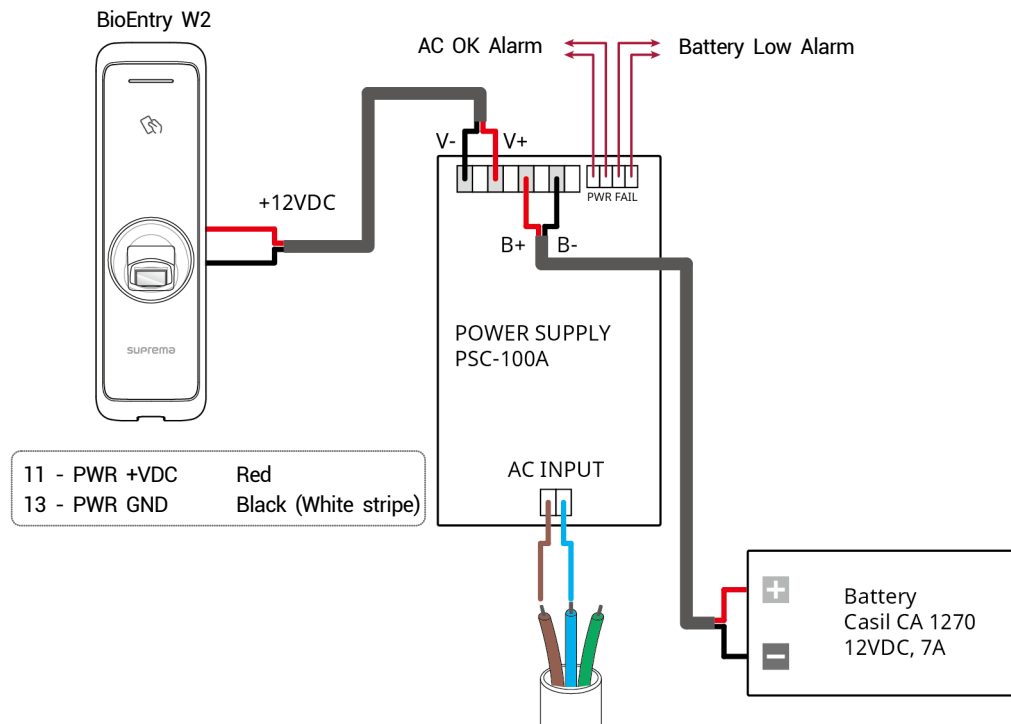 BioEntry W2
AC OK Alarm
Battery Low Alarm
V-
V+
PWR FAIL
+12VDC
B+
B-
POWER SUPPLY
PSC-100A
suprema
AC INPUT
11 - PWR +VDC Red
13 - PWR GND Black (White stripe)
+
Battery
Casil CA 1270
12VDC, 7A
−